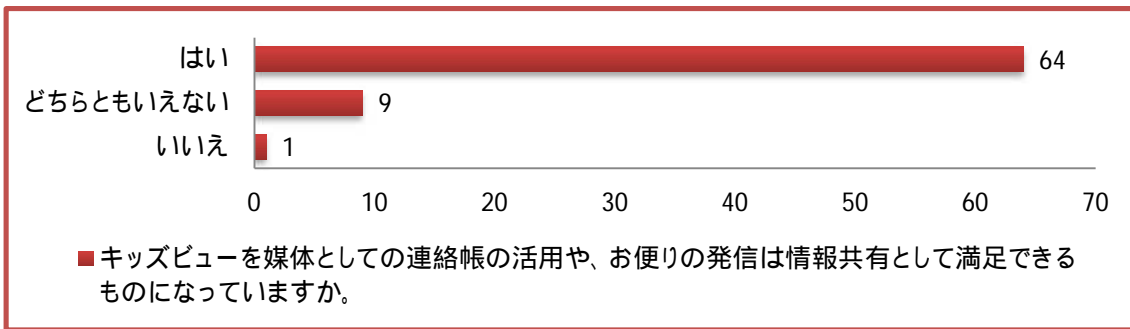 はい 64
どちらともいえない 9
いいえ 1
0 10 20 30 40 50 60 70
キッズビューを媒体としての連絡帳の活用や、お便りの発信は情報共有として満足できる
ものになっていますか。